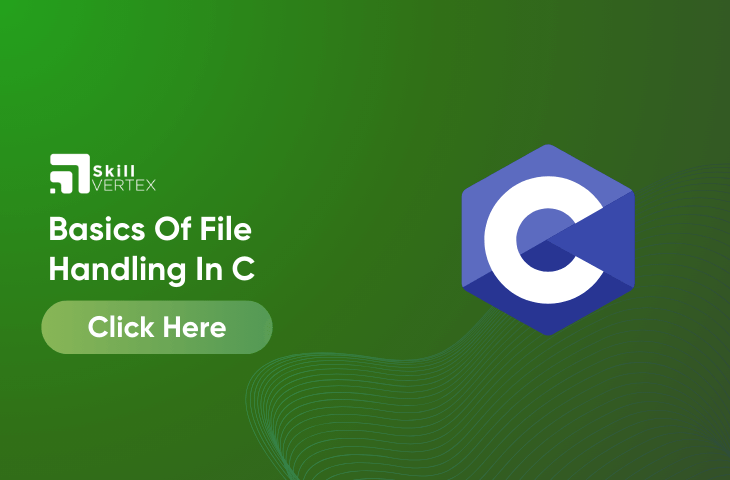 Skill
VERTEX
Basics Of File
Handling In C
Click Here
C